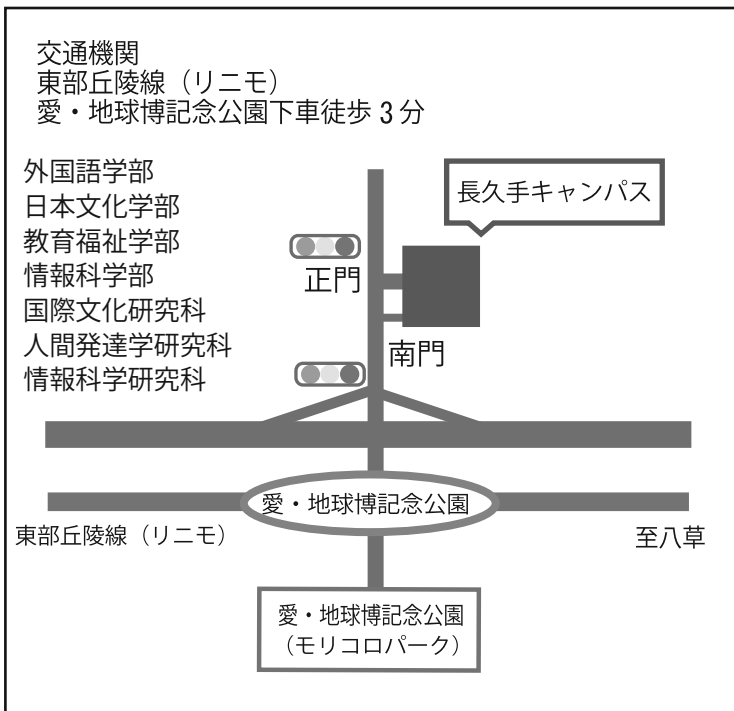 交通機関
東部丘陵線（リニモ）
愛・地球博記念公園下車徒歩 3 分
外国語学部
日本文化学部
教育福祉学部
情報科学部
国際文化研究科
人間発達学研究科
情報科学研究科
長久手キャンパス
正門
南門
愛・地球博記念公園
東部丘陵線（リニモ）
至八草
愛・地球博記念公園
（モリコロパーク）